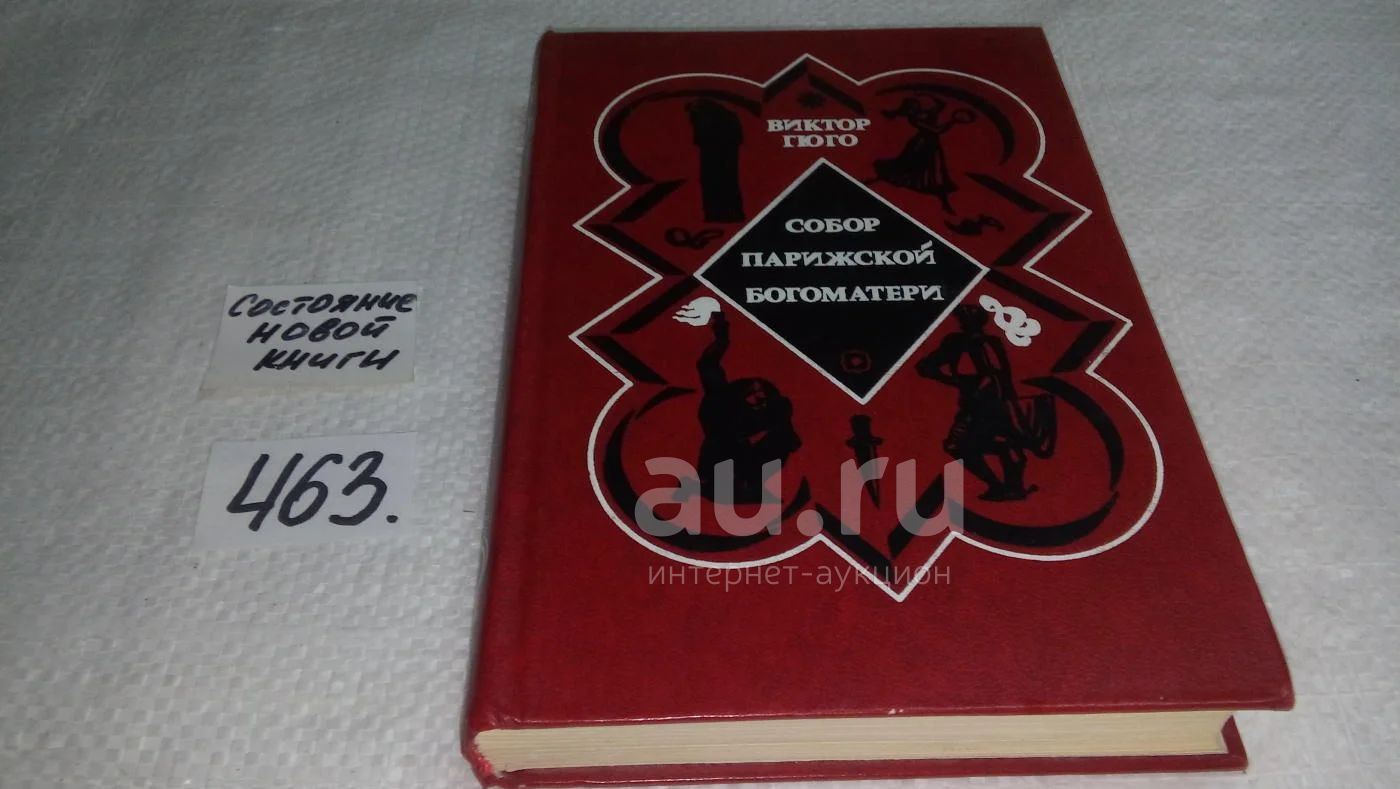 ВИКТОР
ГЮГО
СОБОР
ПАРИЖСКОЙ
БОГОМАТЕРИ
СОСТОЯНИЕ
НОВОЙ
КНИГИ
463.
au.ru
интернет-аукцион